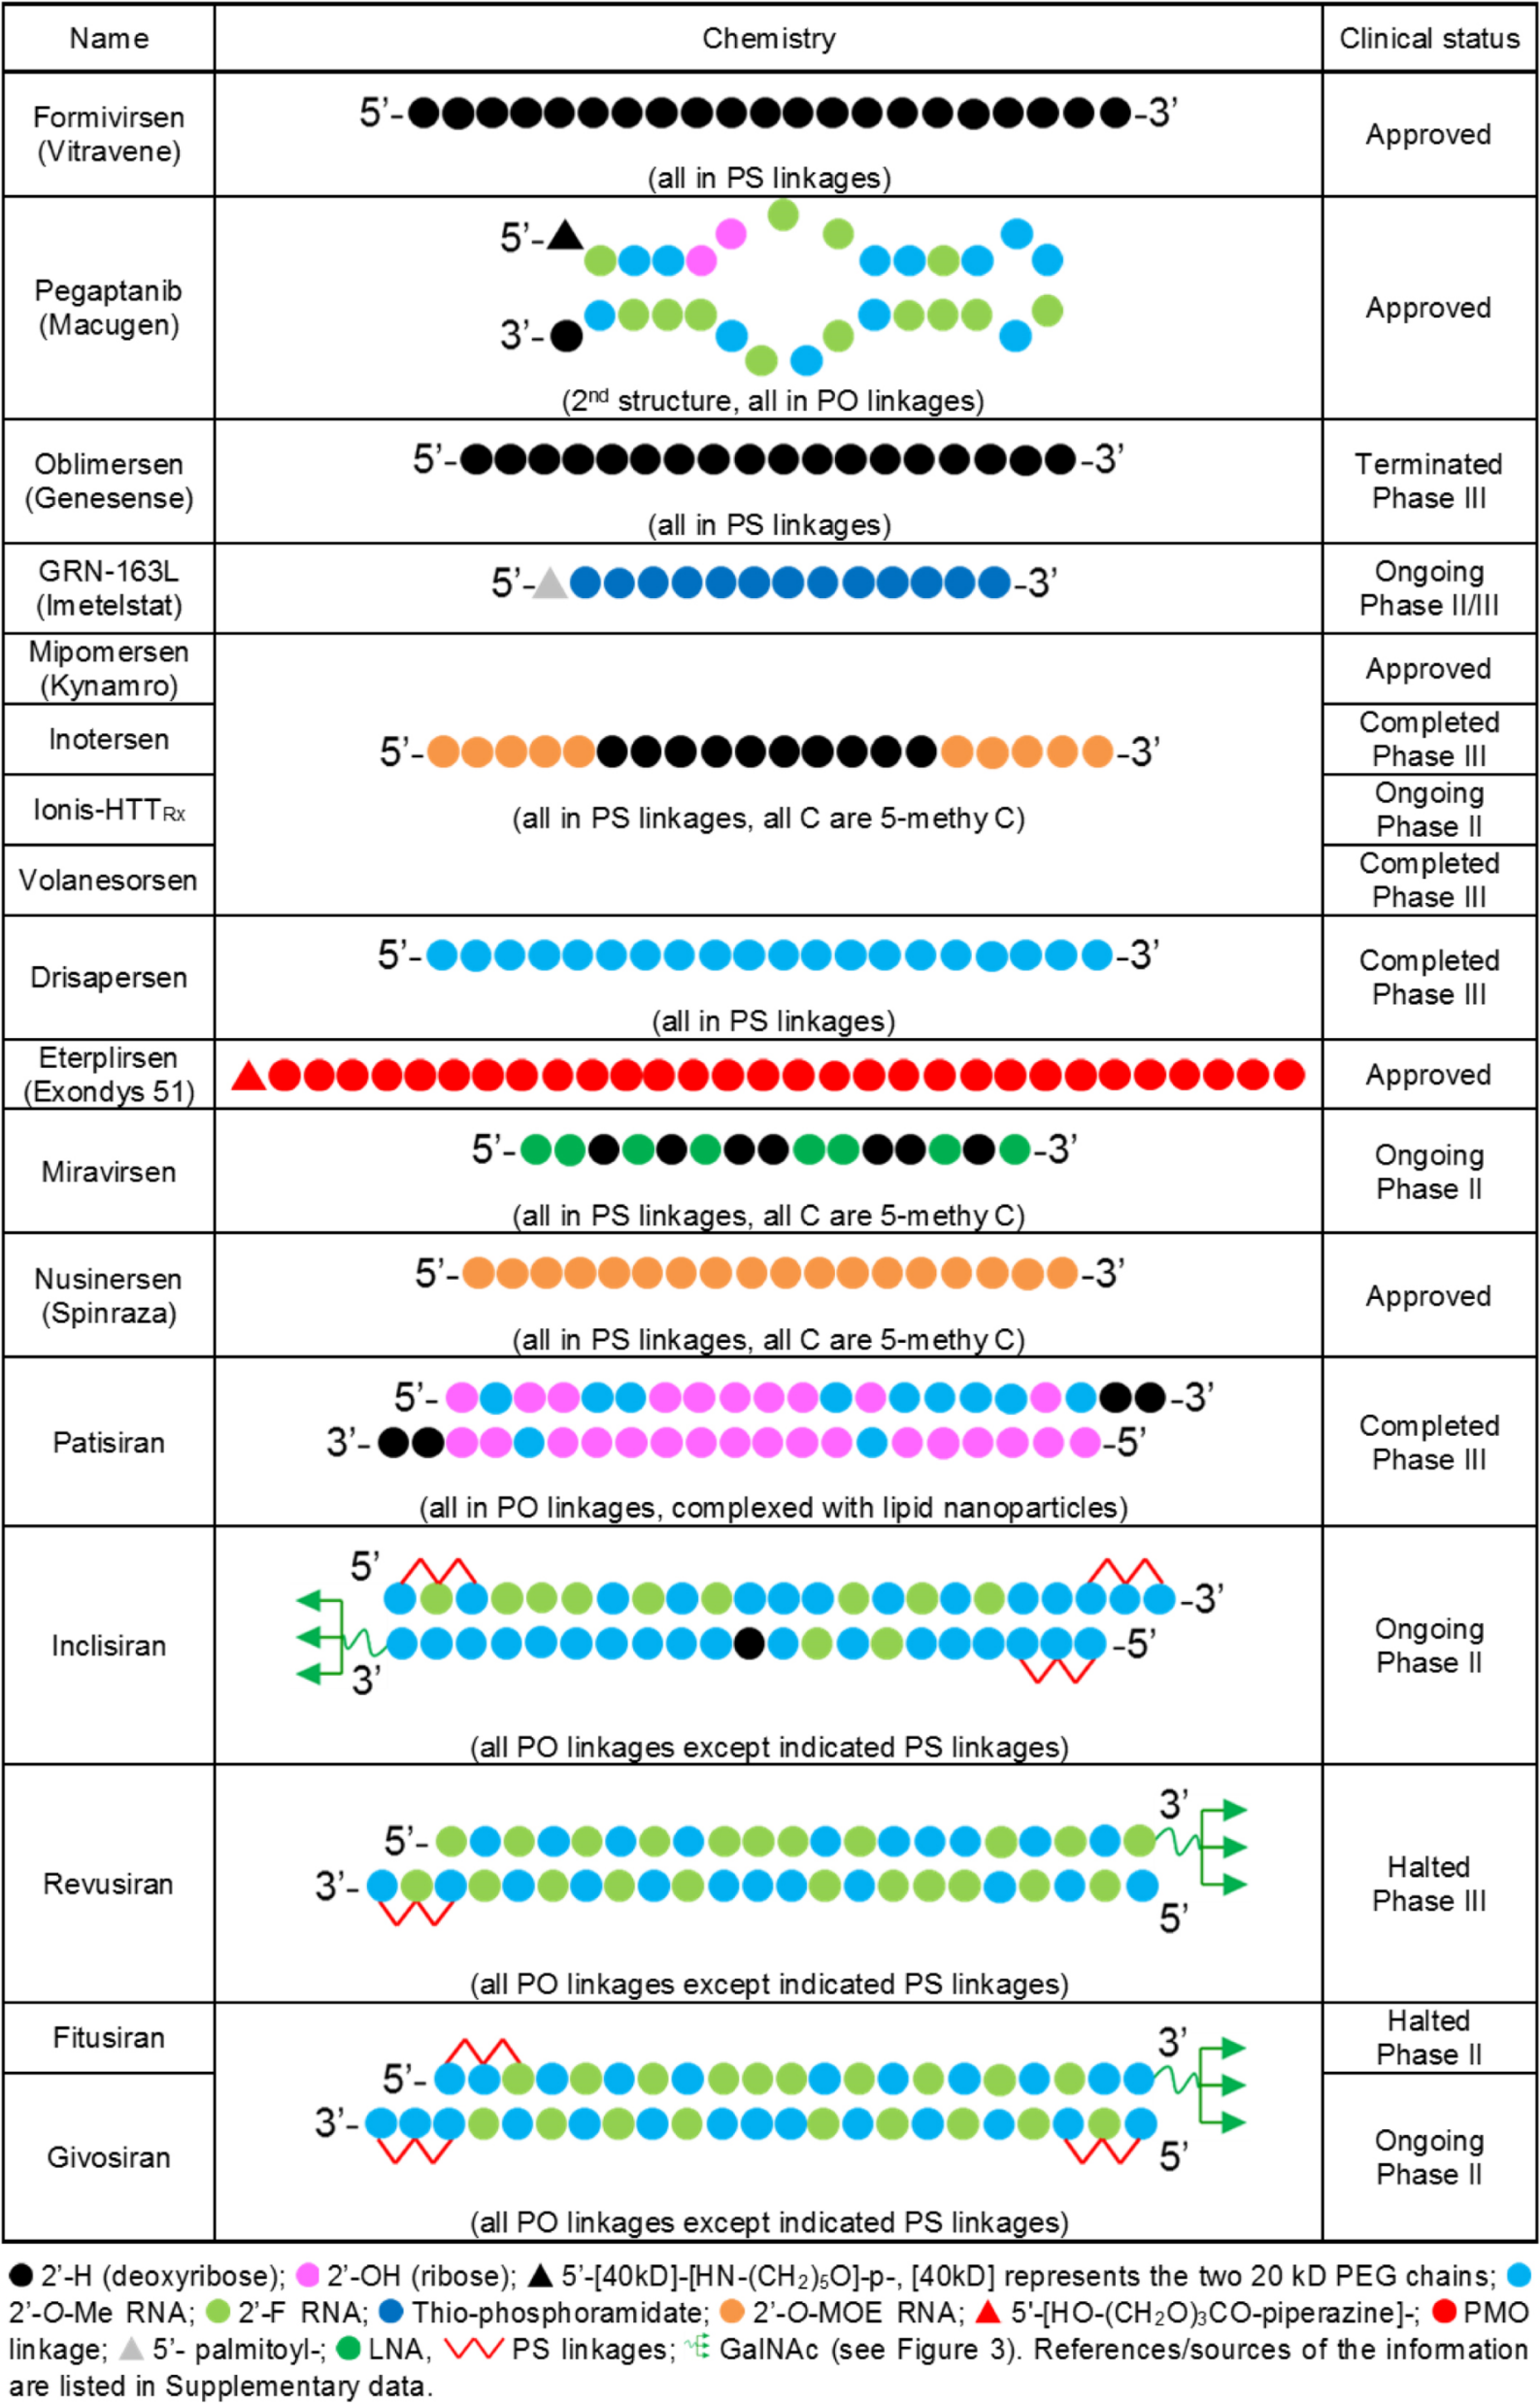 Name Chemistry Clinical status
Formivirsen
(Vitravene)
5’- -3’
(all in PS linkages)
Approved
Pegaptanib
(Macugen)
5’-
3’-
(2nd structure, all in PO linkages)
Approved
Oblimersen
(Genesense)
5’- -3’
(all in PS linkages)
Terminated
Phase III
GRN-163L
(Imetelstat)
5’- -3’
Ongoing
Phase II/III
Mipomersen
(Kynamro)
Approved
Inotersen
Completed
Phase III
5’- -3’
(all in PS linkages, all C are 5-methy C)
Ionis-HTTRx
Ongoing
Phase II
Volanesorsen
Completed
Phase III
Drisapersen
5’- -3’
(all in PS linkages)
Completed
Phase III
Eterplirsen
(Exondys 51)
Approved
Miravirsen
5’- -3’
(all in PS linkages, all C are 5-methy C)
Ongoing
Phase II
Nusinersen
(Spinraza)
5’- -3’
(all in PS linkages, all C are 5-methy C)
Approved
Patisiran
5’- -3’
3’- -5’
(all in PO linkages, complexed with lipid nanoparticles)
Completed
Phase III
Inclisiran
5’
-3’
-5’
3’
(all PO linkages except indicated PS linkages)
Ongoing
Phase II
Revusiran
3’
5’-
3’-
5’
(all PO linkages except indicated PS linkages)
Halted
Phase III
Fitusiran
Halted
Phase II
3’
5’-
3’-
5’
Givosiran
Ongoing
Phase II
(all PO linkages except indicated PS linkages)
2’-H (deoxyribose); 2’-OH (ribose); 5’-[40kD]-[HN-(CH2)5O]-p-, [40kD] represents the two 20 kD PEG chains;
2’-O-Me RNA; 2’-F RNA; Thio-phosphoramidate; 2’-O-MOE RNA; 5'-[HO-(CH2O)3CO-piperazine]-; PMO
linkage; 5’- palmitoyl-; LNA, PS linkages; GalNAc (see Figure 3). References/sources of the information
are listed in Supplementary data.